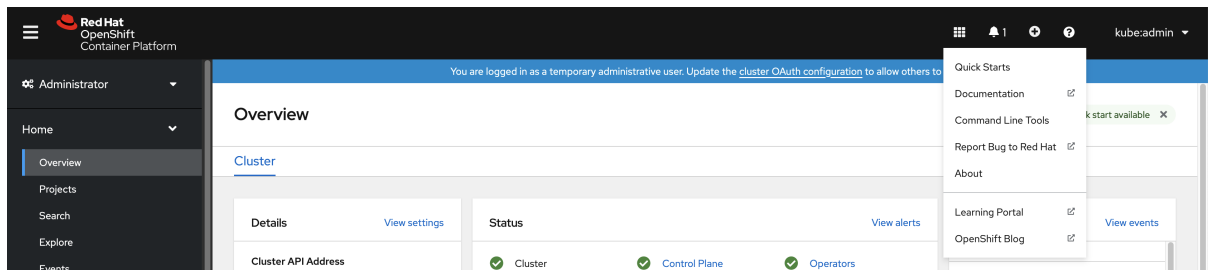 Red Hat
OpenShift
Container Platform
1
kube:admin
Administrator
You are logged in as a temporary administrative user. Update the cluster OAuth configuration to allow others to
Quick Starts
Documentation
Command Line Tools
Report Bug to Red Hat
About
Learning Portal
OpenShift Blog
Home
Overview
Projects
Search
Explore
Events
Overview
start available
Cluster
Details
View settings
Status
View alerts
View events
Cluster API Address
Cluster
Control Plane
Operators